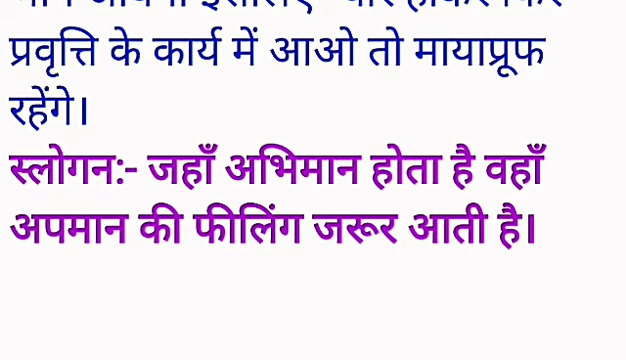 प्रवृत्ति के कार्य में आओ तो मायाप्रूफ
रहेंगे।
स्लोगन:- जहाँ अभिमान होता है वहाँ
अपमान की फीलिंग जरूर आती है।